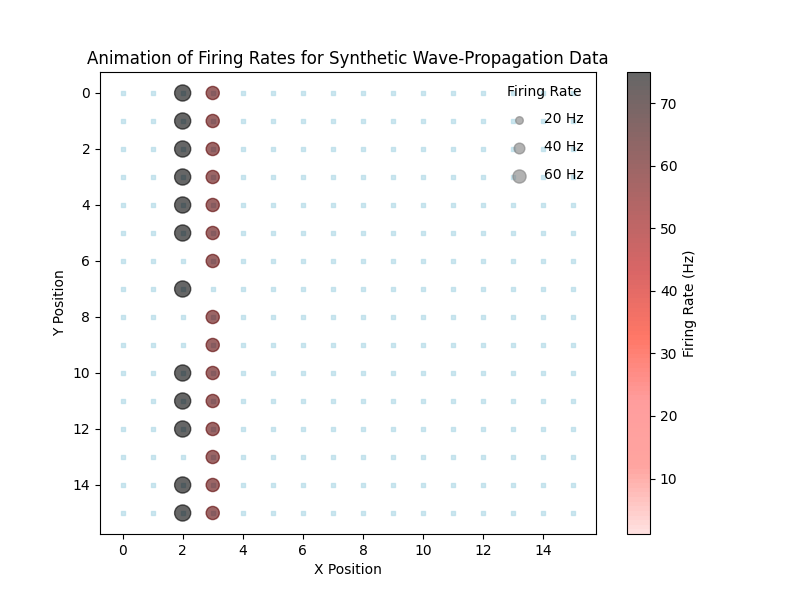 Animation of Firing Rates for Synthetic Wave-Propagation Data
Firing Rate
20 Hz
40 Hz
60 Hz
0
2
4
6
8
10
12
14
Y Position
0
2
4
6
8
10
12
14
X Position
70
60
50
40
30
20
10
Firing Rate (Hz)